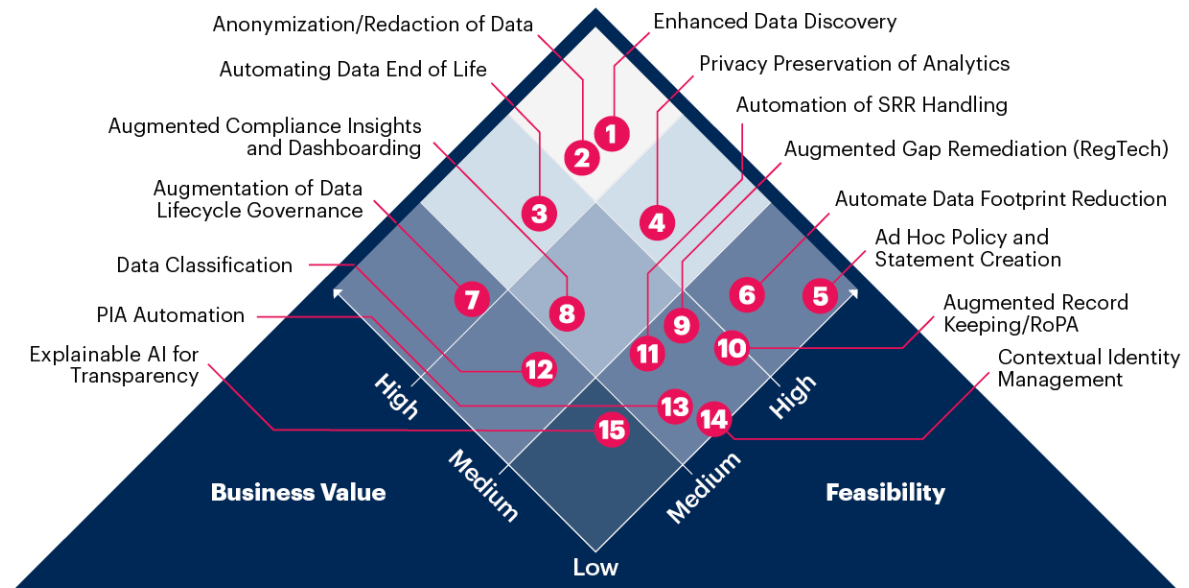 Anonymization/Redaction of Data
Enhanced Data Discovery
Automating Data End of Life
Privacy Preservation of Analytics
Augmented Compliance Insights
and Dashboarding
Automation of SRR Handling
Augmented Gap Remediation (RegTech)
Augmentation of Data
Lifecycle Governance
Automate Data Footprint Reduction
Ad Hoc Policy and
Statement Creation
Data Classification
PIA Automation
Augmented Record
Keeping/RoPA
Explainable AI for
Transparency
Contextual Identity
Management
1
2
3
4
5
6
7
8
9
10
11
12
13
14
15
High
High
Medium
Medium
Business Value
Feasibility
Low